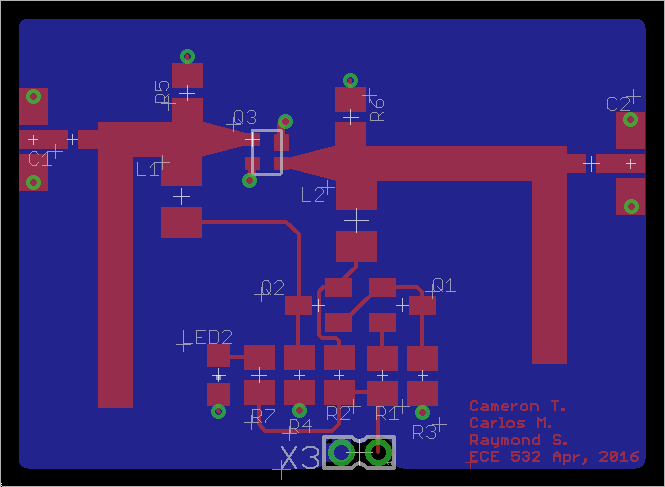 R5
Q3
R6
C2
C1
L1
L2
Q2
Q1
LED2
R7
R4
R2
R1
R3
X3
Cameron T.
Carlos M.
Raymond S.
ECE 532 Apr, 2016